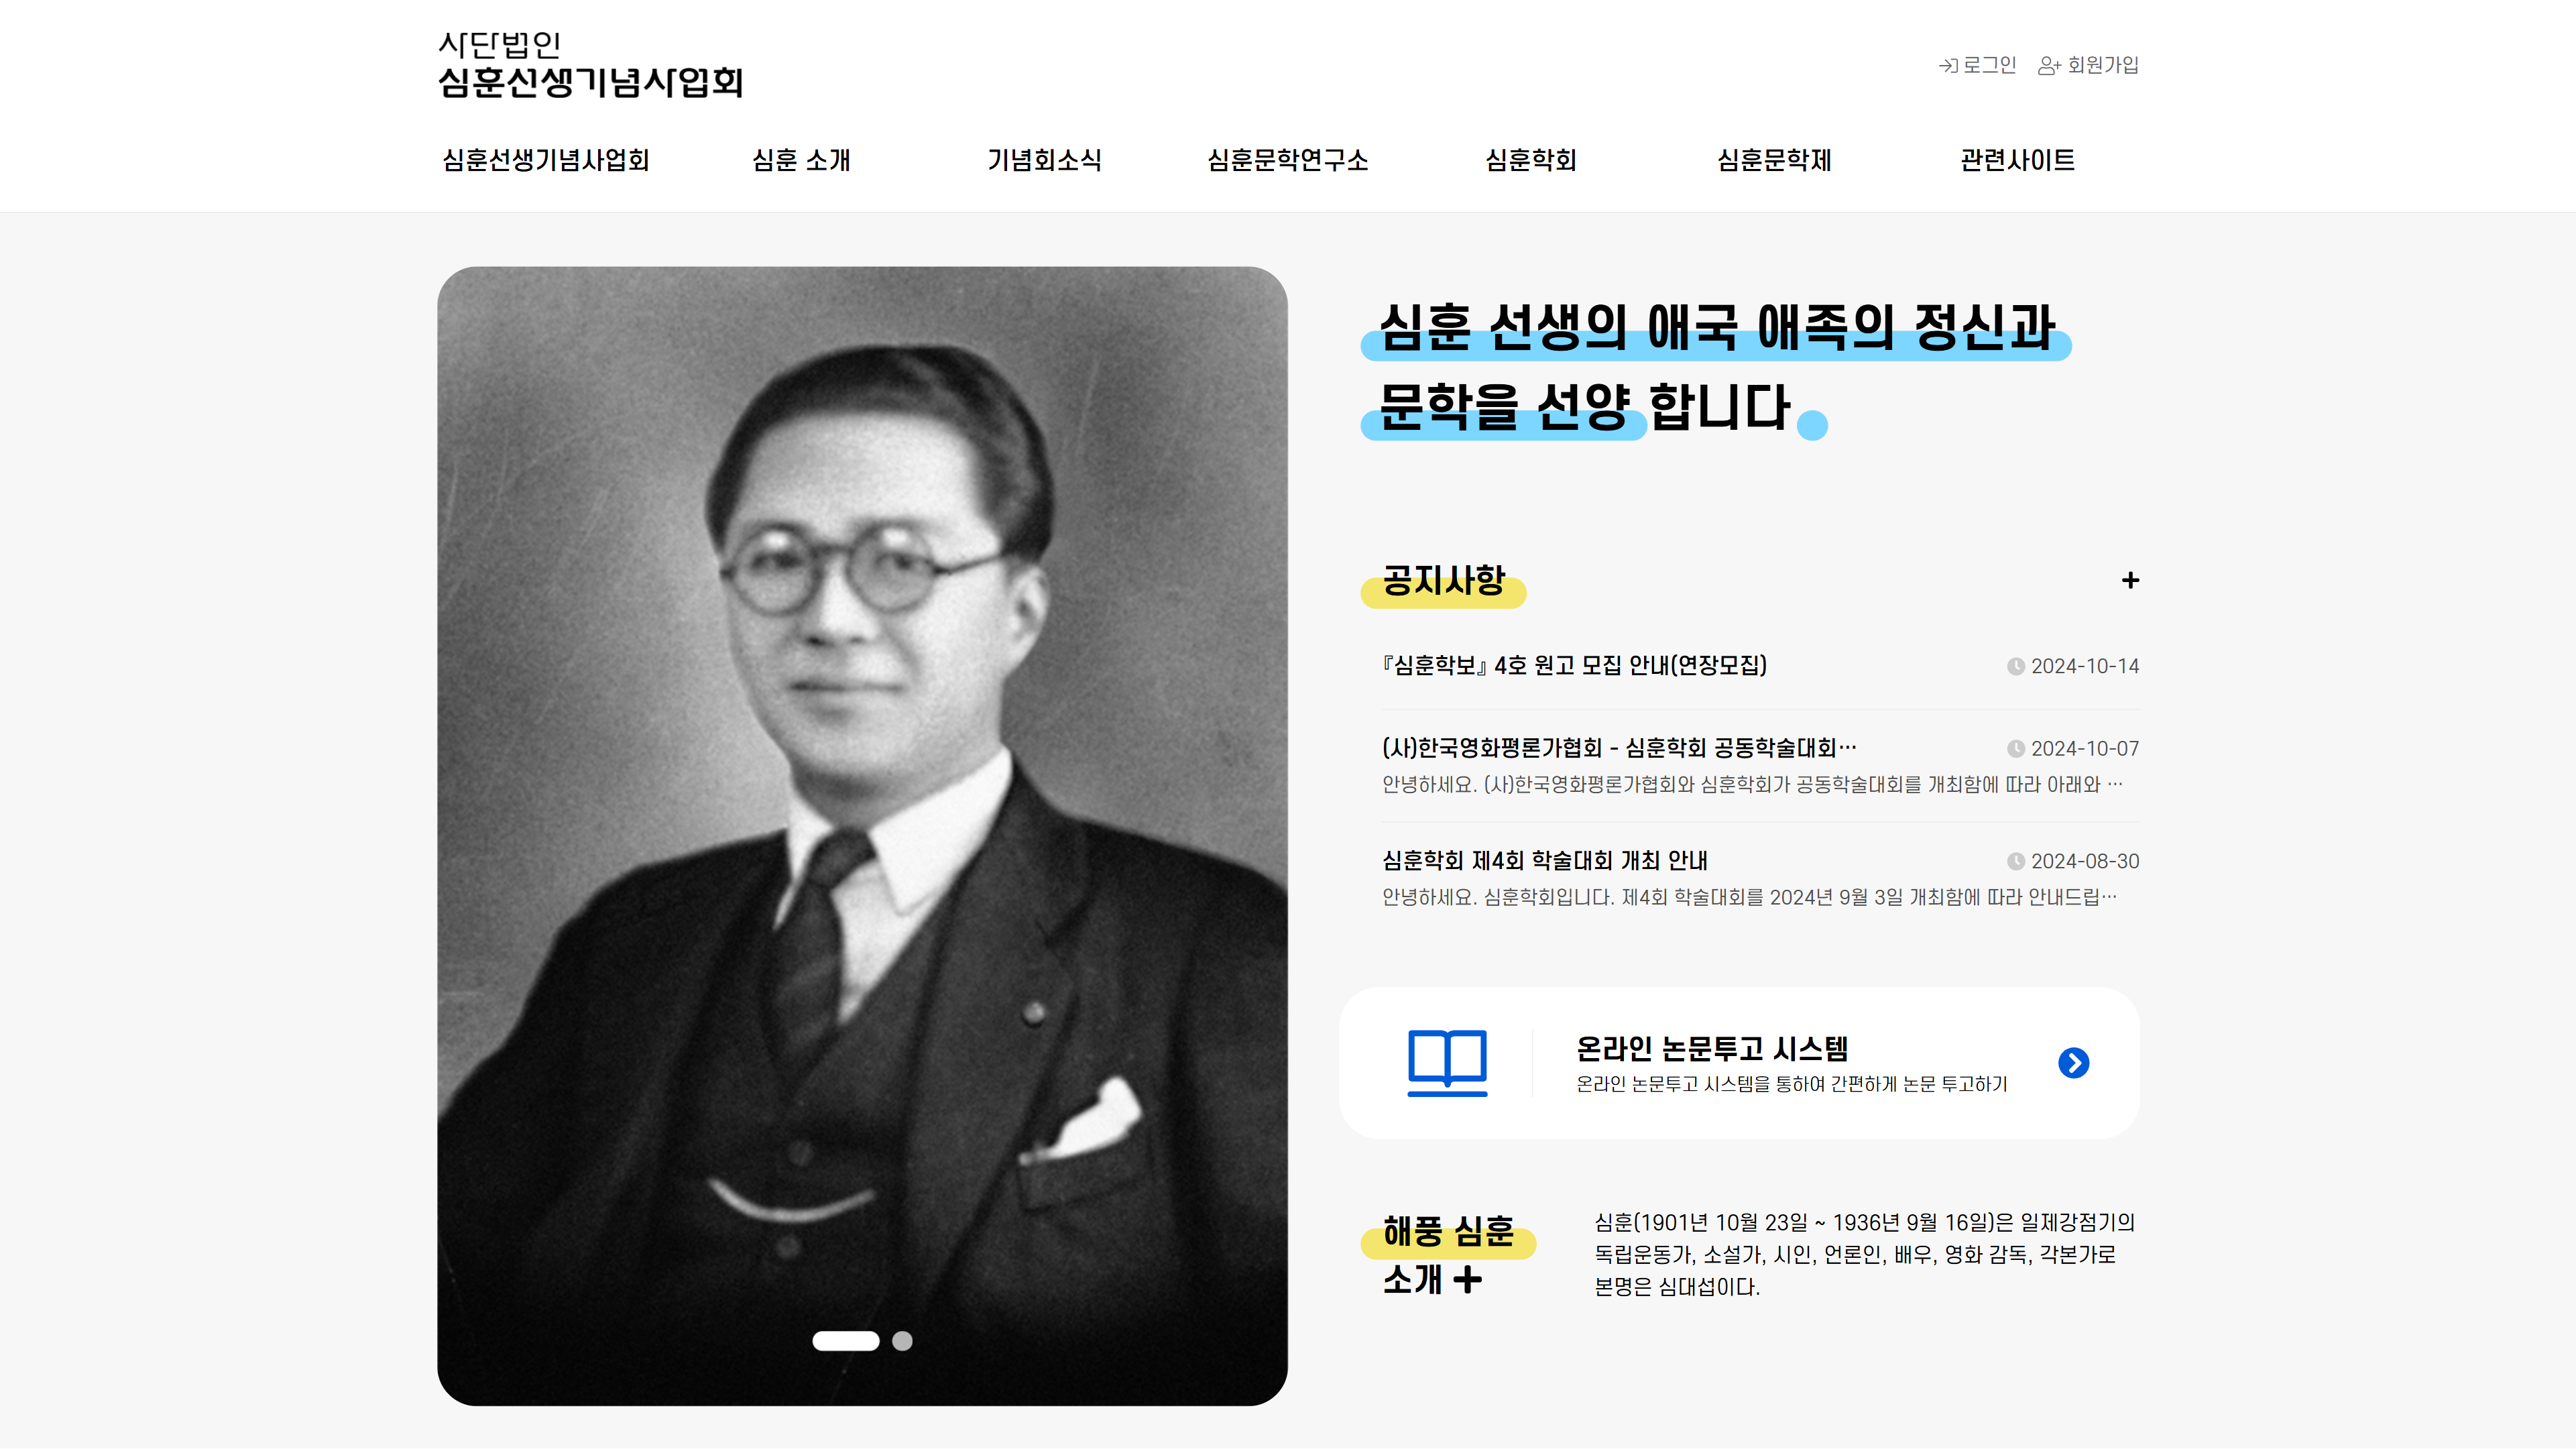 사단법인
심훈선생기념사업회
로그인 회원가입
심훈선생기념사업회 심훈 소개 기념회소식 심훈문학연구소 심훈학회 심훈문학제 관련사이트
심훈 선생의 애국 애족의 정신과
문학을 선양 합니다
공지사항 +
『심훈학보』 4호 원고 모집 안내(연장모집) 2024-10-14
(사)한국영화평론가협회 - 심훈학회 공동학술대회… 2024-10-07
안녕하세요. (사)한국영화평론가협회와 심훈학회가 공동학술대회를 개최함에 따라 아래와 …
심훈학회 제4회 학술대회 개최 안내 2024-08-30
안녕하세요. 심훈학회입니다. 제4회 학술대회를 2024년 9월 3일 개최함에 따라 안내드립…
온라인 논문투고 시스템
온라인 논문투고 시스템을 통하여 간편하게 논문 투고하기
해풍 심훈
소개 +
심훈(1901년 10월 23일 ~ 1936년 9월 16일)은 일제강점기의
독립운동가, 소설가, 시인, 언론인, 배우, 영화 감독, 각본가로
본명은 심대섭이다.